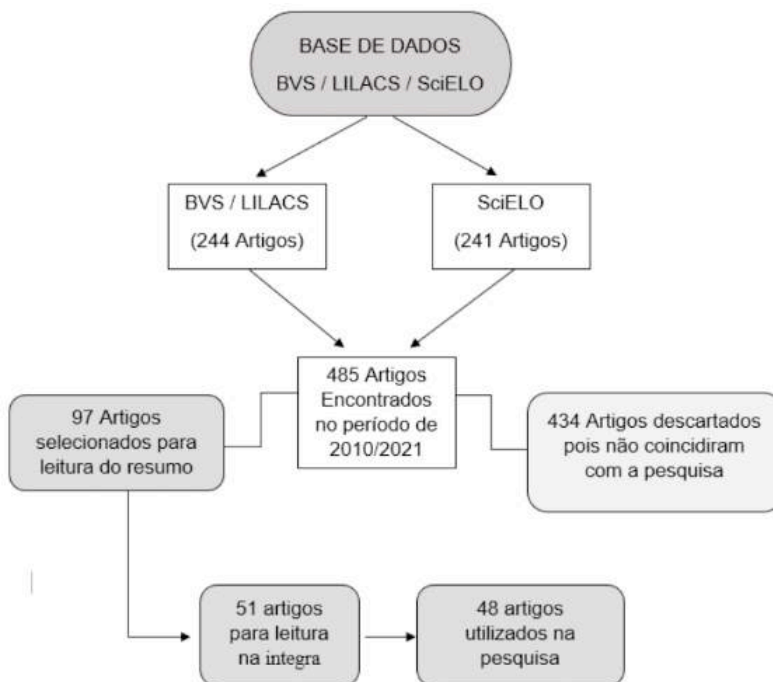 BASE DE DADOS
BVS / LILACS / SciELO
BVS / LILACS
(244 Artigos)
SciELO
(241 Artigos)
485 Artigos
Encontrados
no período de
2010/2021
97 Artigos
selecionados para
leitura do resumo
434 Artigos descartados
pois não coincidiram
com a pesquisa
51 artigos
para leitura
na integra
48 artigos
utilizados na
pesquisa